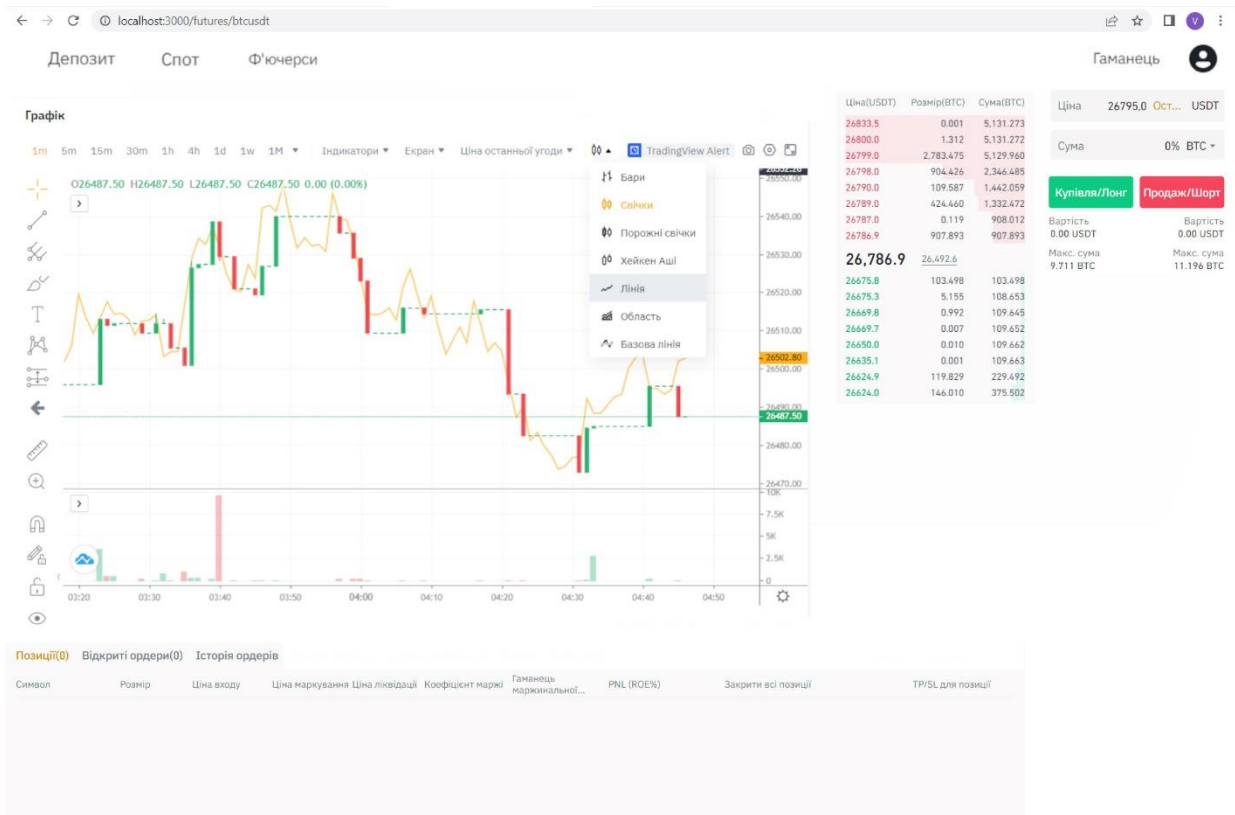 localhost:3000/futures/btcusdt
V
Депозит Спот Ф'ючерси Гаманець
Графік
1m 5m 15m 30m 1h 4h 1d 1w 1M Індикатори Екран Ціна останньої угоди TradingView Alert
O26487.50 H26487.50 L26487.50 C26487.50 0.00 (0.00%)
Бари
Свічки
Порожні свічки
Хейкен Аші
Лінія
Область
Базова лінія
26550.00
26540.00
26530.00
26520.00
26510.00
26502.80
26500.00
26490.00
26487.50
26480.00
26470.00
10K
7.5K
5K
2.5K
0
03:20 03:30 03:40 03:50 04:00 04:10 04:20 04:30 04:40 04:50
Ціна(USDT) Розмір(BTC) Сума(BTC)
26833.5 0.001 5,131.273
26800.0 1.312 5,131.272
26799.0 2,783.475 5,129.960
26798.0 904.426 2,346.485
26790.0 109.587 1,442.059
26789.0 424.460 1,332.472
26787.0 0.119 908.012
26786.9 907.893 907.893
26,786.9 26,492.6
26675.8 103.498 103.498
26675.3 5.155 108.653
26669.8 0.992 109.645
26669.7 0.007 109.652
26650.0 0.010 109.662
26635.1 0.001 109.663
26624.9 119.829 229.492
26624.0 146.010 375.502
Ціна 26795.0 Ост... USDT
Сума 0% BTC
Купівля/Лонг Продаж/Шорт
Вартість Вартість
0.00 USDT 0.00 USDT
Макс. сума Макс. сума
9.711 BTC 11.196 BTC
Позиції(0) Відкриті ордери(0) Історія ордерів
Символ Розмір Ціна входу Ціна маркування Ціна ліквідації Коефіцієнт маржі Гаманець маржинальної... PNL (ROE%) Закрити всі позиції TP/SL для позиції